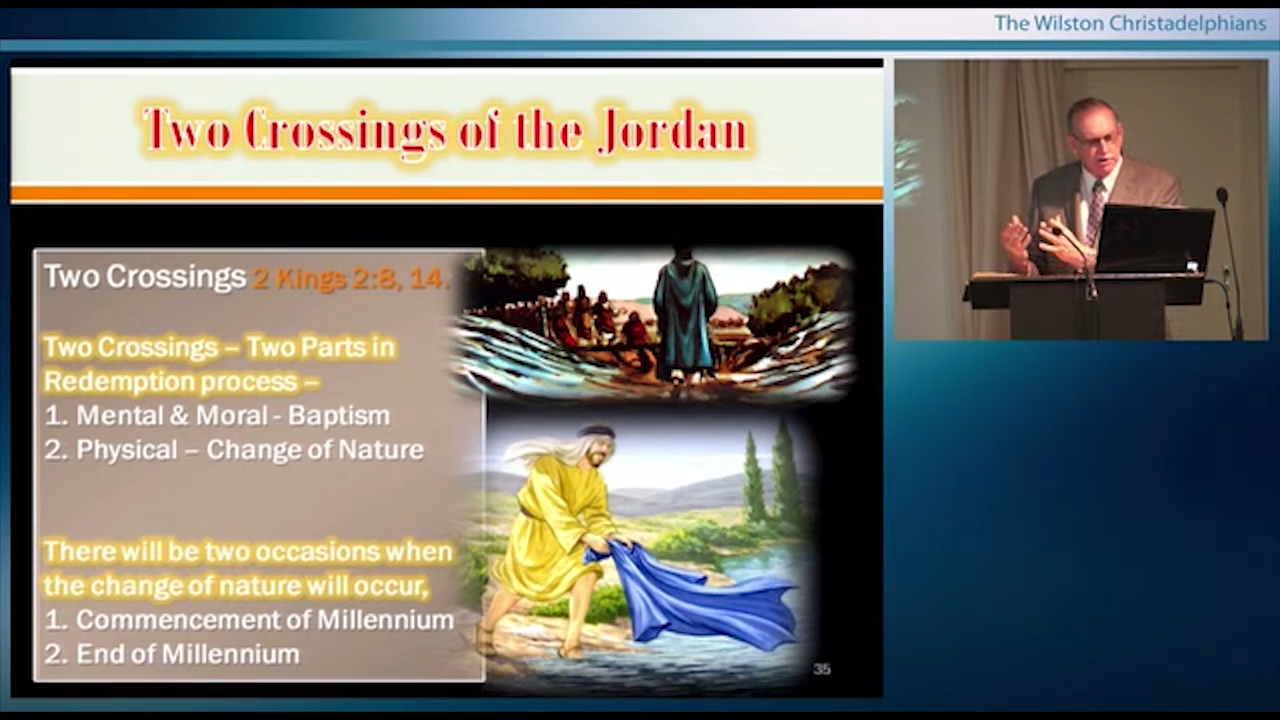 The Wilston Christadelphians
Two Crossings of the Jordan
Two Crossings 2 Kings 2:8, 14.
Two Crossings – Two Parts in
Redemption process –
1. Mental & Moral - Baptism
2. Physical – Change of Nature
There will be two occasions when
the change of nature will occur,
1. Commencement of Millennium
2. End of Millennium
35